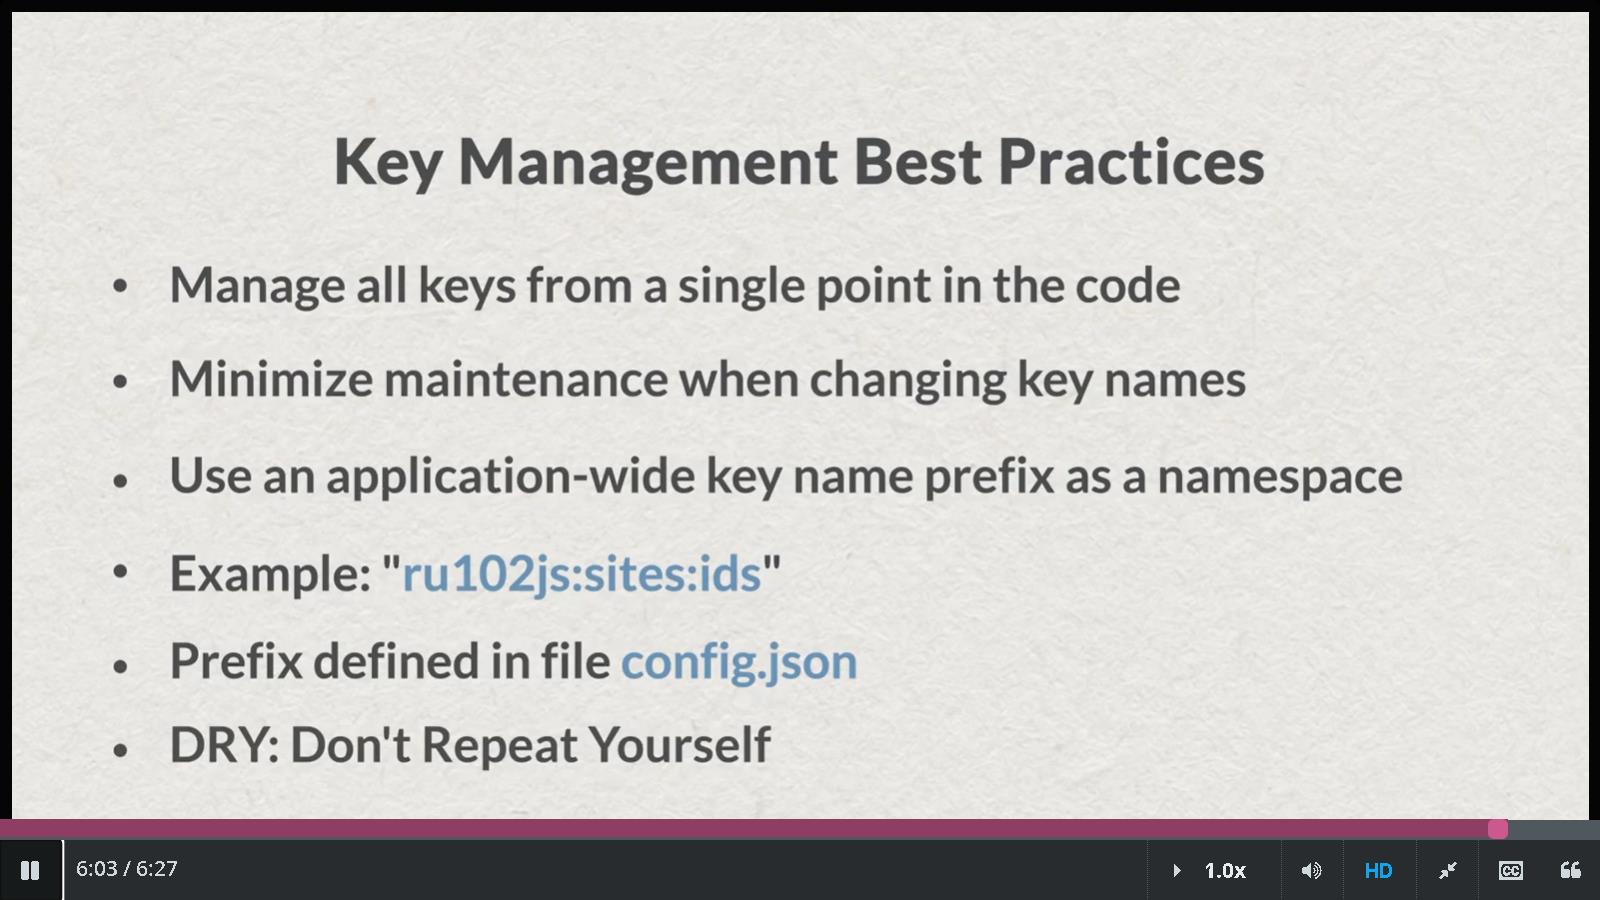 Key Management Best Practices
• Manage all keys from a single point in the code
• Minimize maintenance when changing key names
• Use an application-wide key name prefix as a namespace
• Example: "ru102js:sites:ids"
• Prefix defined in file config.json
• DRY: Don't Repeat Yourself
6:03 / 6:27 1.0x HD CC